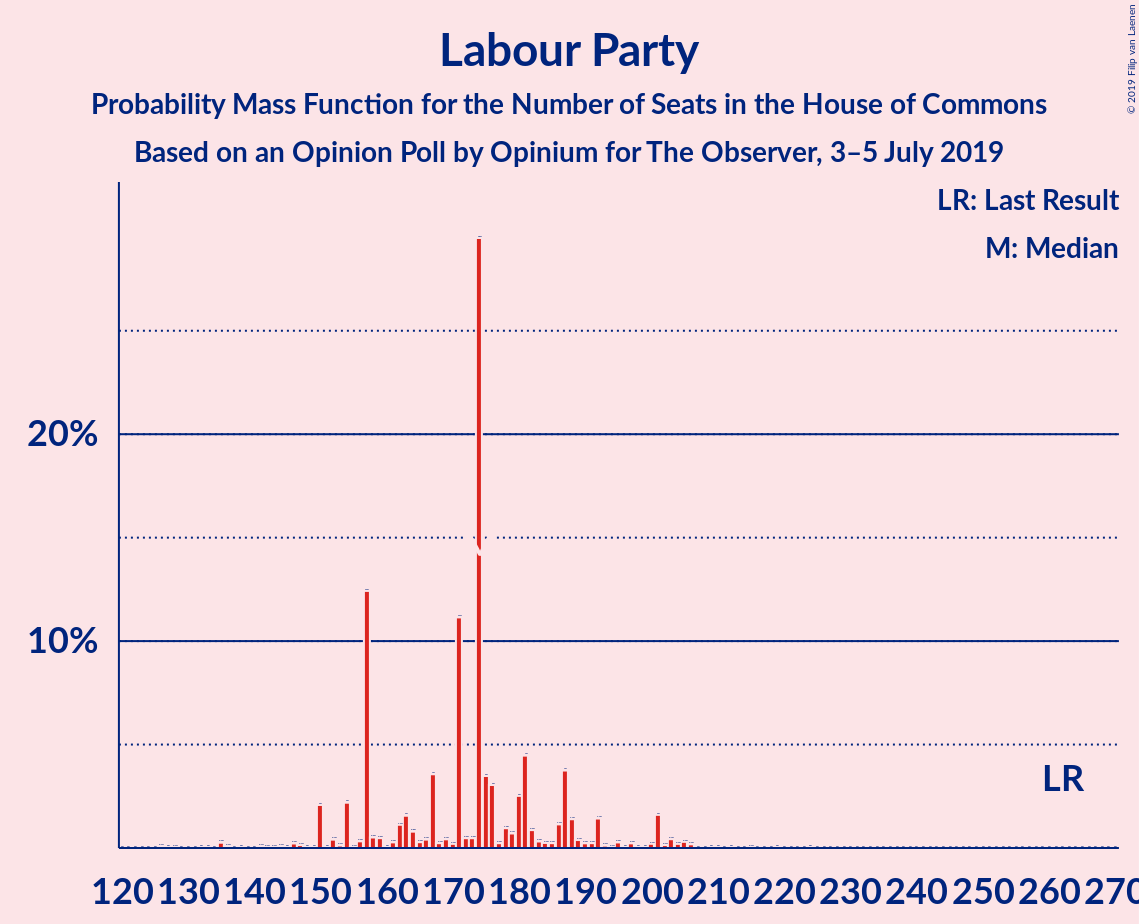 Labour Party
Probability Mass Function for the Number of Seats in the House of Commons
Based on an Opinion Poll by Opinium for The Observer, 3–5 July 2019
© 2019 Filip van Laenen
LR: Last Result
M: Median
20%
10%
LR
120 130 140 150 160 170 180 190 200 210 220 230 240 250 260 270